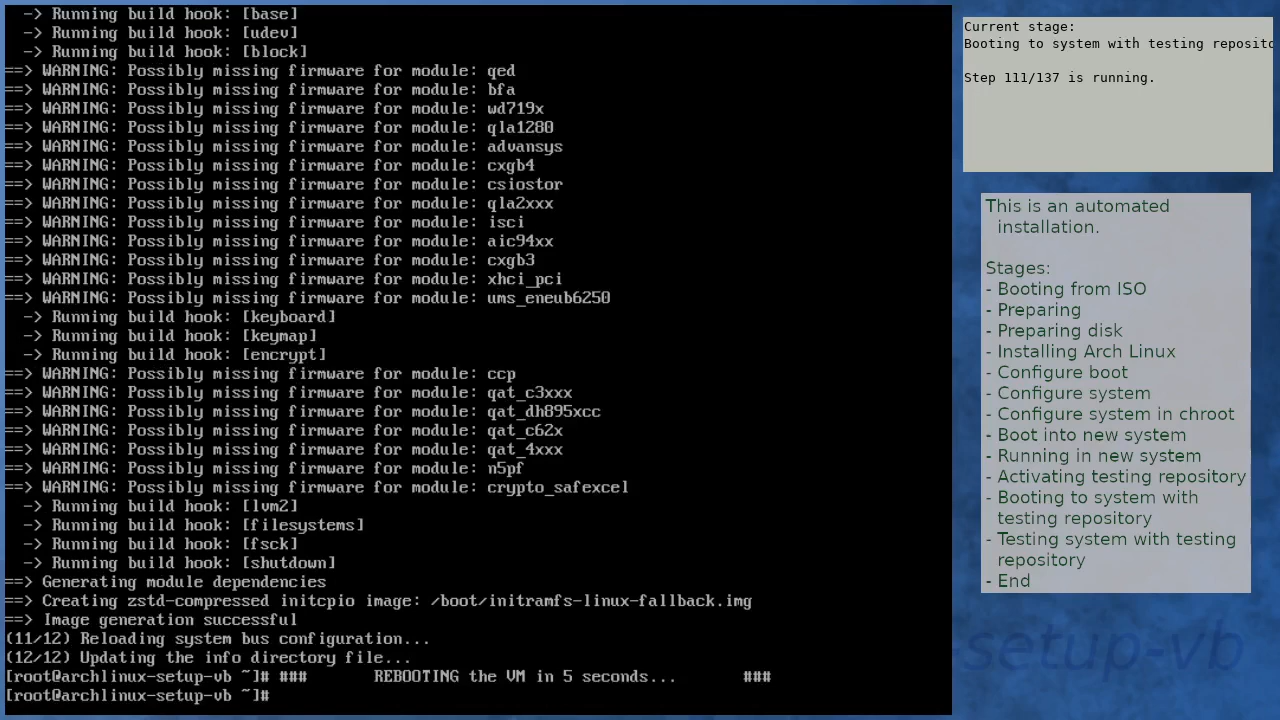 -> Running build hook: [base]
-> Running build hook: [udev]
-> Running build hook: [block]
==> WARNING: Possibly missing firmware for module: qed
==> WARNING: Possibly missing firmware for module: bfa
==> WARNING: Possibly missing firmware for module: wd719x
==> WARNING: Possibly missing firmware for module: qla1280
==> WARNING: Possibly missing firmware for module: advansys
==> WARNING: Possibly missing firmware for module: cxgb4
==> WARNING: Possibly missing firmware for module: csiostor
==> WARNING: Possibly missing firmware for module: qla2xxx
==> WARNING: Possibly missing firmware for module: isci
==> WARNING: Possibly missing firmware for module: aic94xx
==> WARNING: Possibly missing firmware for module: cxgb3
==> WARNING: Possibly missing firmware for module: xhci_pci
==> WARNING: Possibly missing firmware for module: ums_eneub6250
-> Running build hook: [keyboard]
-> Running build hook: [keymap]
-> Running build hook: [encrypt]
==> WARNING: Possibly missing firmware for module: ccp
==> WARNING: Possibly missing firmware for module: qat_c3xxx
==> WARNING: Possibly missing firmware for module: qat_dh895xcc
==> WARNING: Possibly missing firmware for module: qat_c62x
==> WARNING: Possibly missing firmware for module: qat_4xxx
==> WARNING: Possibly missing firmware for module: n5pf
==> WARNING: Possibly missing firmware for module: crypto_safexcel
-> Running build hook: [lvm2]
-> Running build hook: [filesystems]
-> Running build hook: [fsck]
-> Running build hook: [shutdown]
==> Generating module dependencies
==> Creating zstd-compressed initcpio image: /boot/initramfs-linux-fallback.img
==> Image generation successful
(11/12) Reloading system bus configuration...
(12/12) Updating the info directory file...
[root@archlinux-setup-vb ~]# ### REBOOTING the VM in 5 seconds... ###
[root@archlinux-setup-vb ~]#
Current stage:
Booting to system with testing reposito
Step 111/137 is running.
This is an automated
installation.
Stages:
- Booting from ISO
- Preparing
- Preparing disk
- Installing Arch Linux
- Configure boot
- Configure system
- Configure system in chroot
- Boot into new system
- Running in new system
- Activating testing repository
- Booting to system with
testing repository
- Testing system with testing
repository
- End
-setup-vb